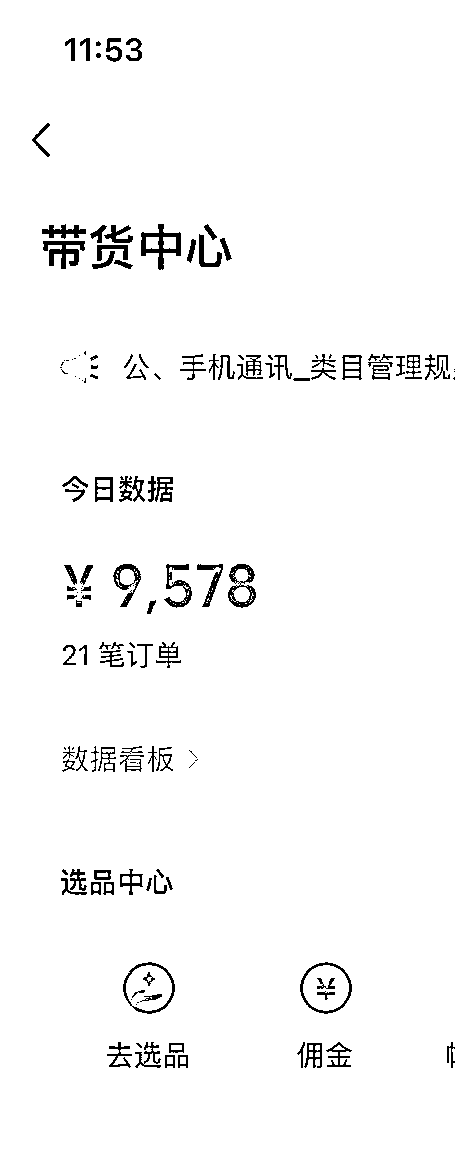 11:53
带货中心
公、手机通讯_类目管理规
今日数据
¥ 9,578
21 笔订单
数据看板
选品中心
去选品
佣金